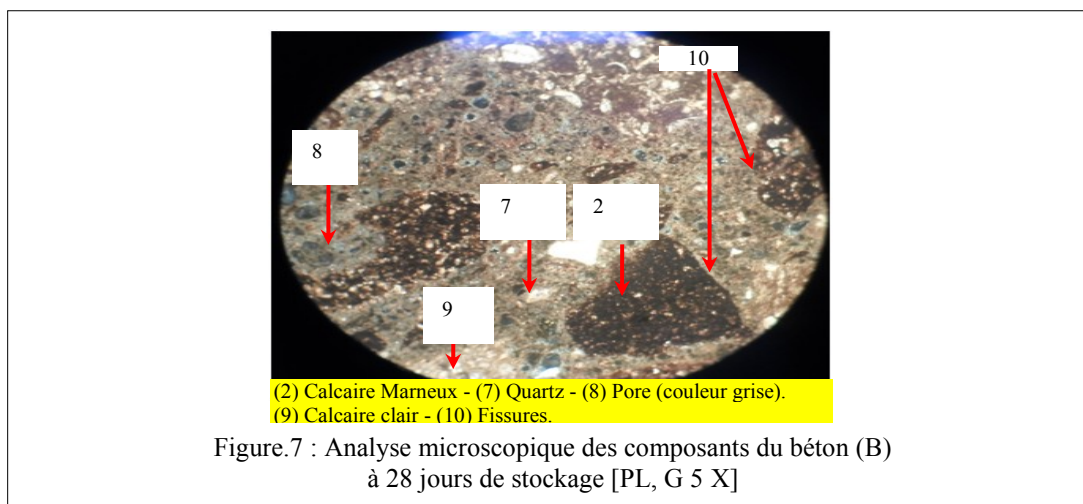 10
8
7
2
9
(2) Calcaire Marneux - (7) Quartz - (8) Pore (couleur grise).
(9) Calcaire clair - (10) Fissures.
Figure.7 : Analyse microscopique des composants du béton (B)
à 28 jours de stockage [PL, G 5 X]